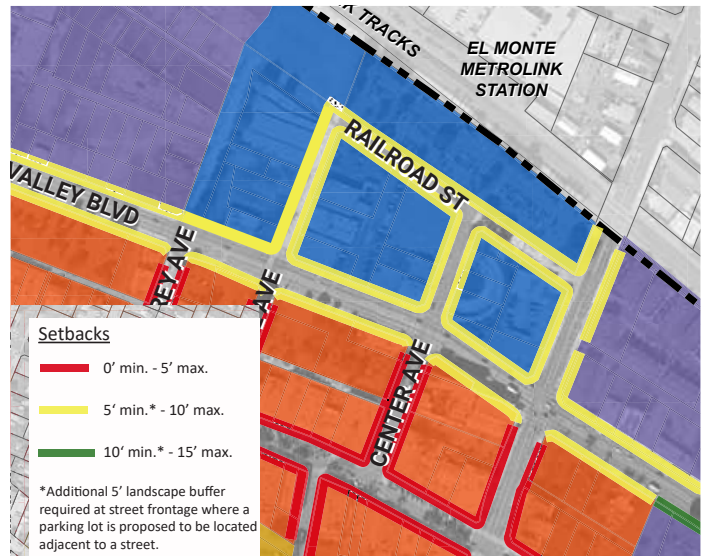 TRACKS
EL MONTE
METROLINK
STATION
RAILROAD ST
VALLEY BLVD
REY AVE
AVE
CENTER AVE
Setbacks
0’ min. - 5’ max.
5‘ min.* - 10’ max.
10‘ min.* - 15’ max.
*Additional 5’ landscape buffer
required at street frontage where a
parking lot is proposed to be located
adjacent to a street.